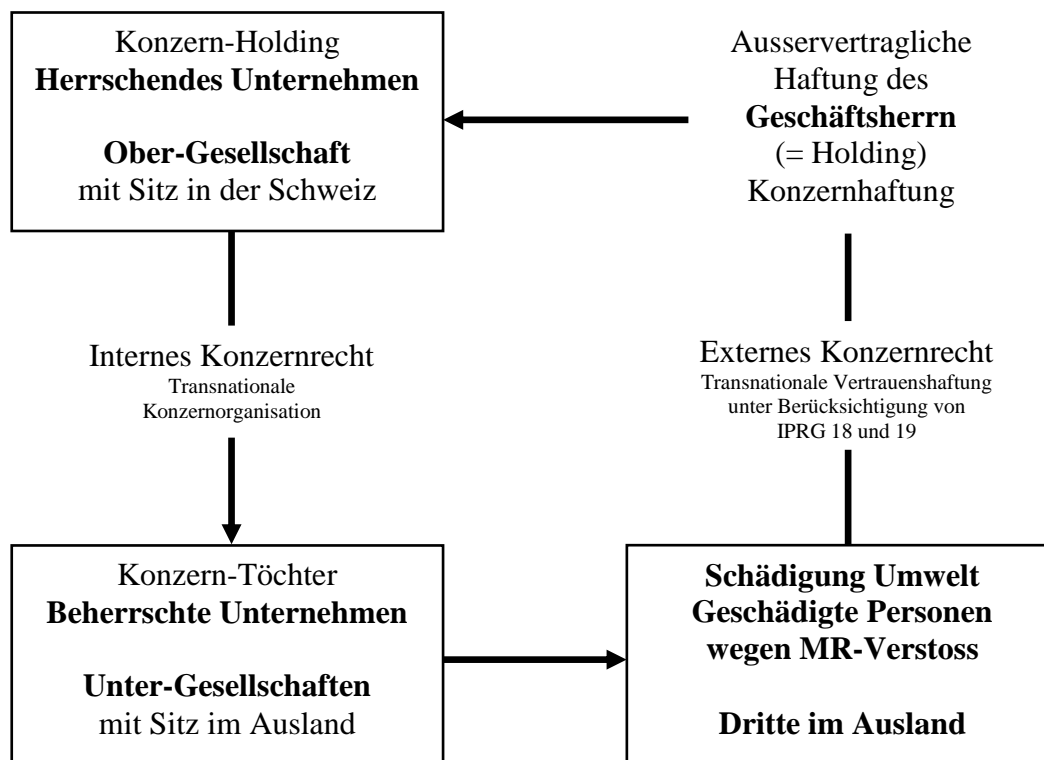 Konzern-Holding
Herrschendes Unternehmen
Ober-Gesellschaft
mit Sitz in der Schweiz
Ausservertragliche
Haftung des
Geschäftsherrn
(= Holding)
Konzernhaftung
Internes Konzernrecht
Transnationale
Konzernorganisation
Externes Konzernrecht
Transnationale Vertrauenshaftung
unter Berücksichtigung von
IPRG 18 und 19
Konzern-Töchter
Beherrschte Unternehmen
Unter-Gesellschaften
mit Sitz im Ausland
Schädigung Umwelt
Geschädigte Personen
wegen MR-Verstoss
Dritte im Ausland